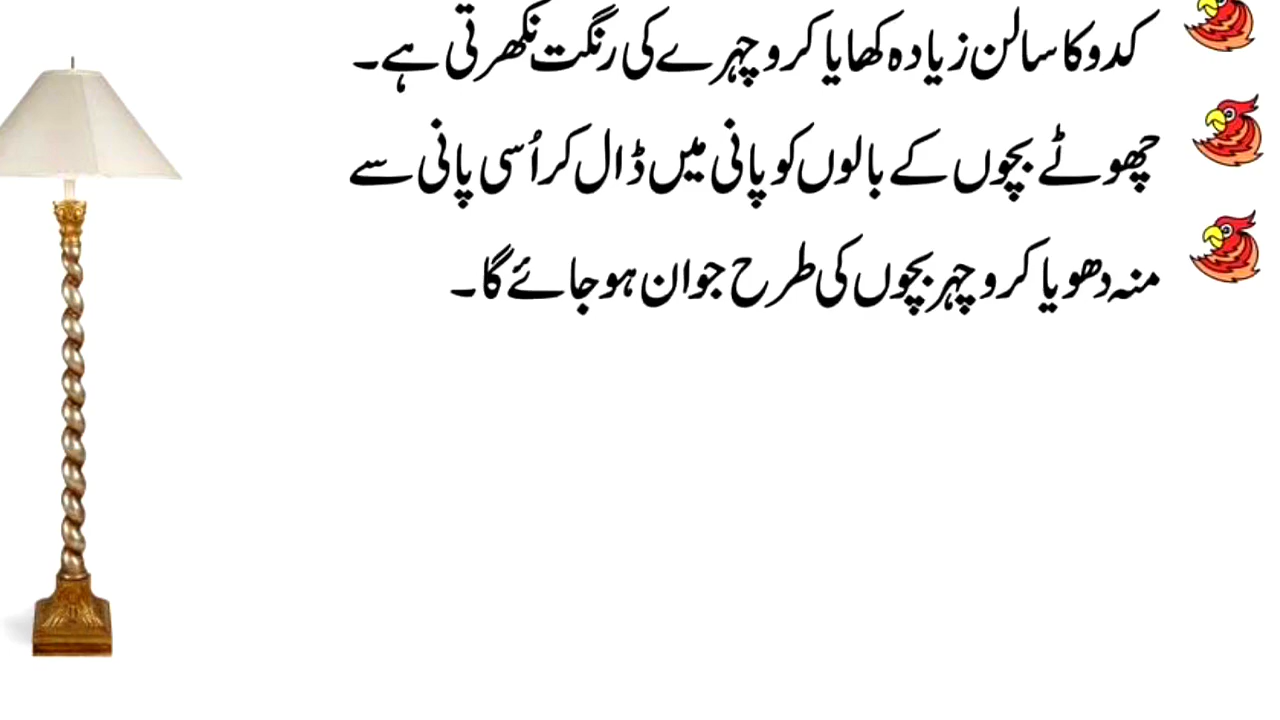 کدو کا سالن زیادہ کھایا کرو چہرے کی رنگت نکھرتی ہے۔
چھوٹے بچوں کے بالوں کو پانی میں ڈال کر اُسی پانی سے
منہ دھویا کرو چہر بچوں کی طرح جوان ہو جائے گا۔